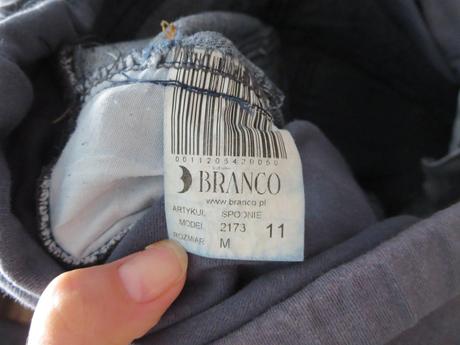 0011205420050
BRANCO
www.branco.pl
ARTYKUŁ SPODNIE
MODEL 2173 11
ROZMIAR M